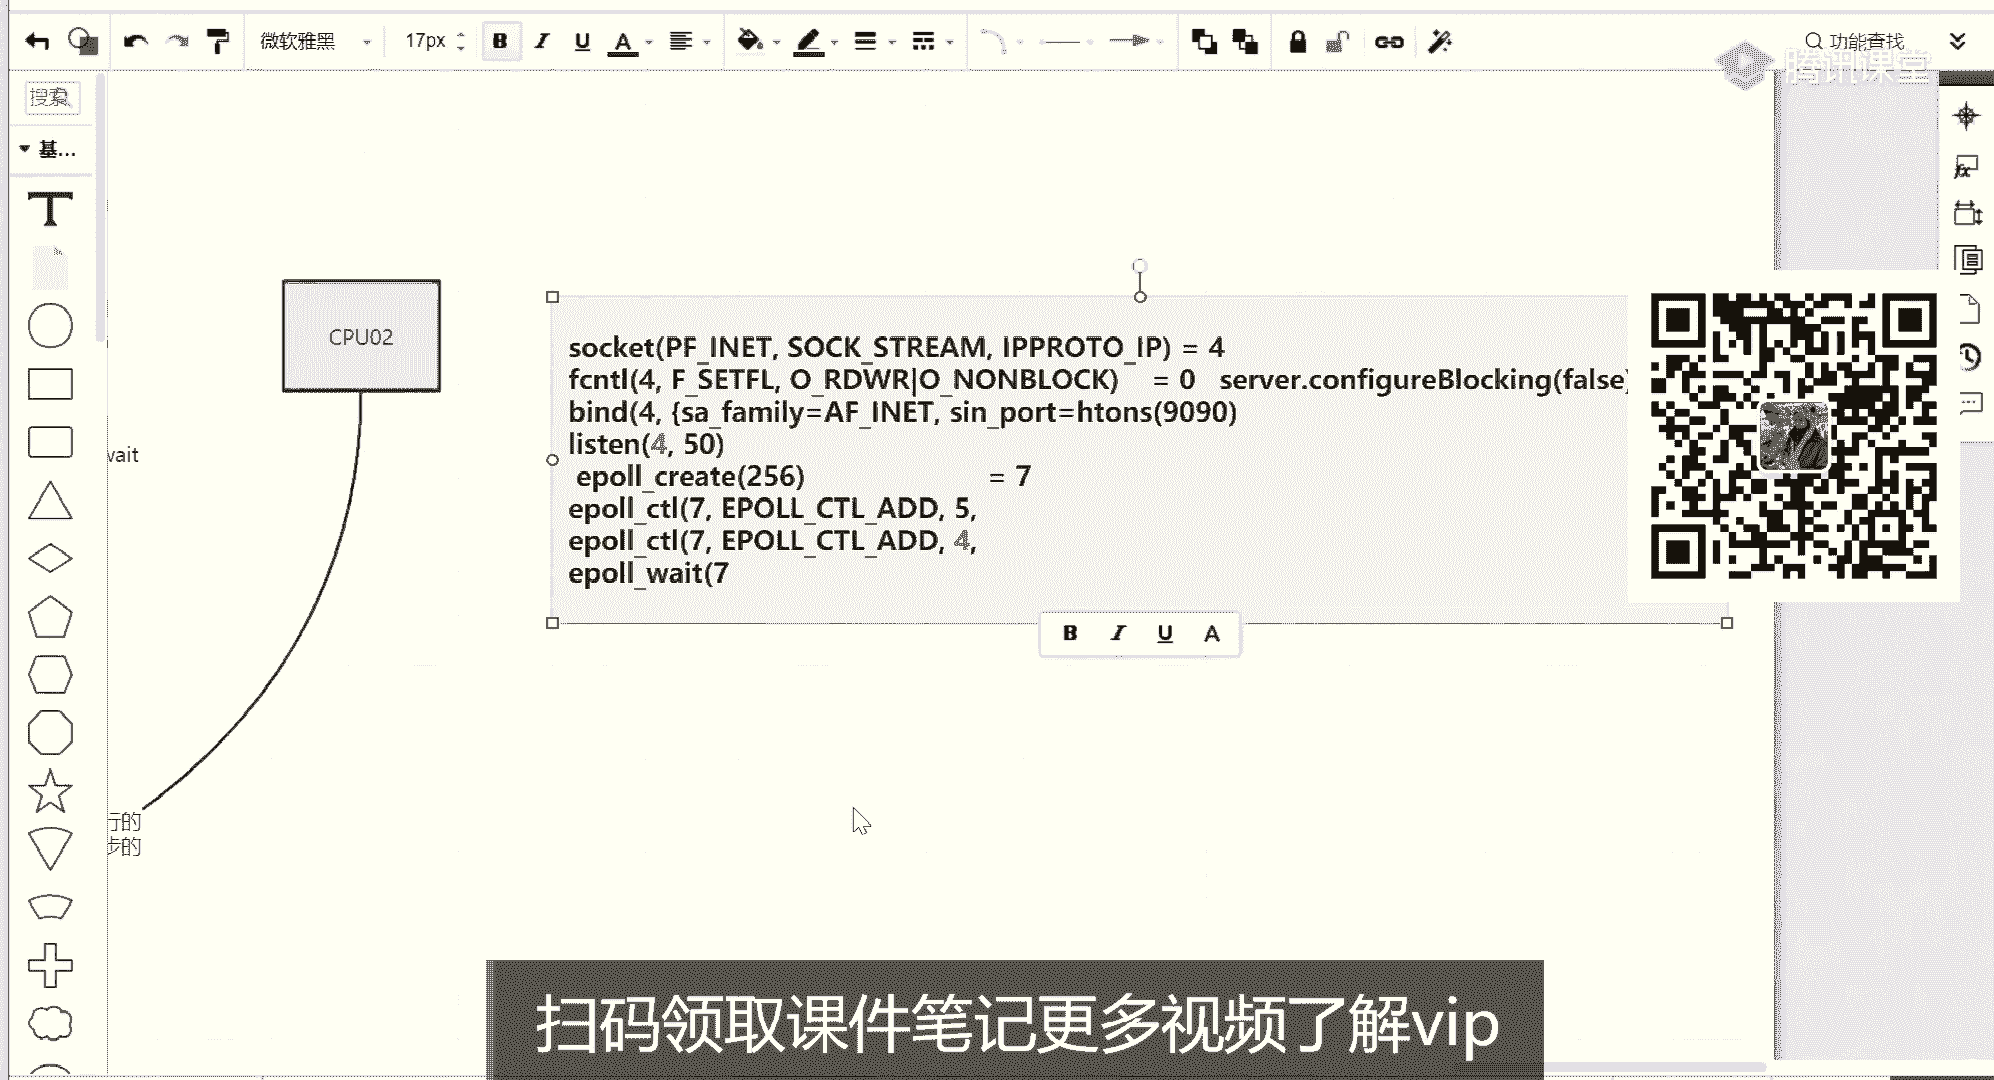 微软雅黑
17px
B
I
U
A
功能查找
腾讯课堂
搜索
基...
T
CPU02
wait
socket(PF_INET, SOCK_STREAM, IPPROTO_IP) = 4
fcntl(4, F_SETFL, O_RDWR|O_NONBLOCK) = 0 server.configureBlocking(false)
bind(4, {sa_family=AF_INET, sin_port=htons(9090)
listen(4, 50)
epoll_create(256) = 7
epoll_ctl(7, EPOLL_CTL_ADD, 5,
epoll_ctl(7, EPOLL_CTL_ADD, 4,
epoll_wait(7
B I U A
行的
步的
扫码领取课件笔记更多视频了解vip